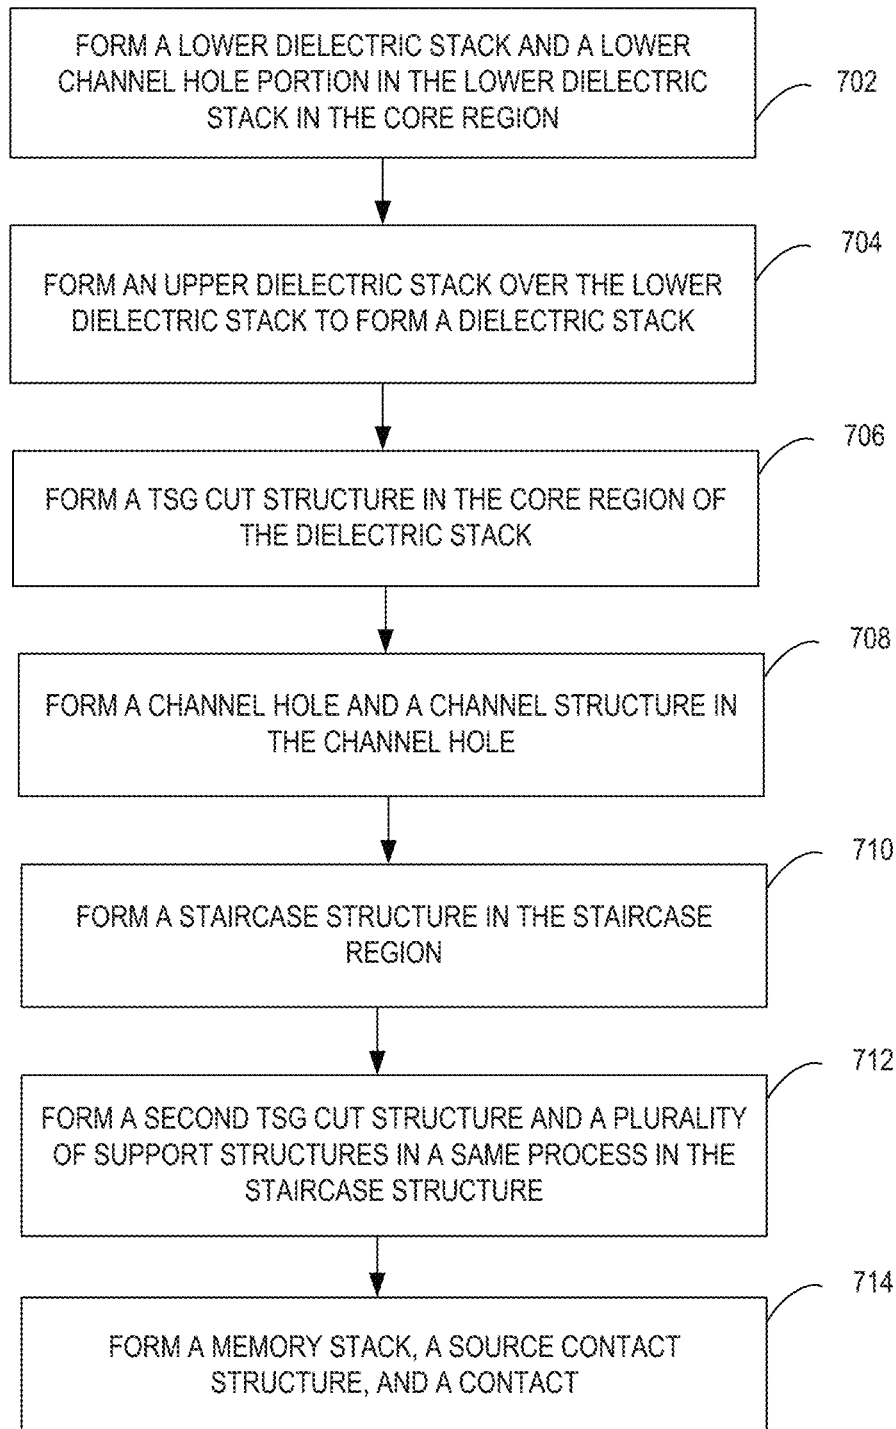 FORM A LOWER DIELECTRIC STACK AND A LOWER
CHANNEL HOLE PORTION IN THE LOWER DIELECTRIC
STACK IN THE CORE REGION
702
FORM AN UPPER DIELECTRIC STACK OVER THE LOWER
DIELECTRIC STACK TO FORM A DIELECTRIC STACK
704
FORM A TSG CUT STRUCTURE IN THE CORE REGION OF
THE DIELECTRIC STACK
706
FORM A CHANNEL HOLE AND A CHANNEL STRUCTURE IN
THE CHANNEL HOLE
708
FORM A STAIRCASE STRUCTURE IN THE STAIRCASE
REGION
710
FORM A SECOND TSG CUT STRUCTURE AND A PLURALITY
OF SUPPORT STRUCTURES IN A SAME PROCESS IN THE
STAIRCASE STRUCTURE
712
FORM A MEMORY STACK, A SOURCE CONTACT
STRUCTURE, AND A CONTACT
714